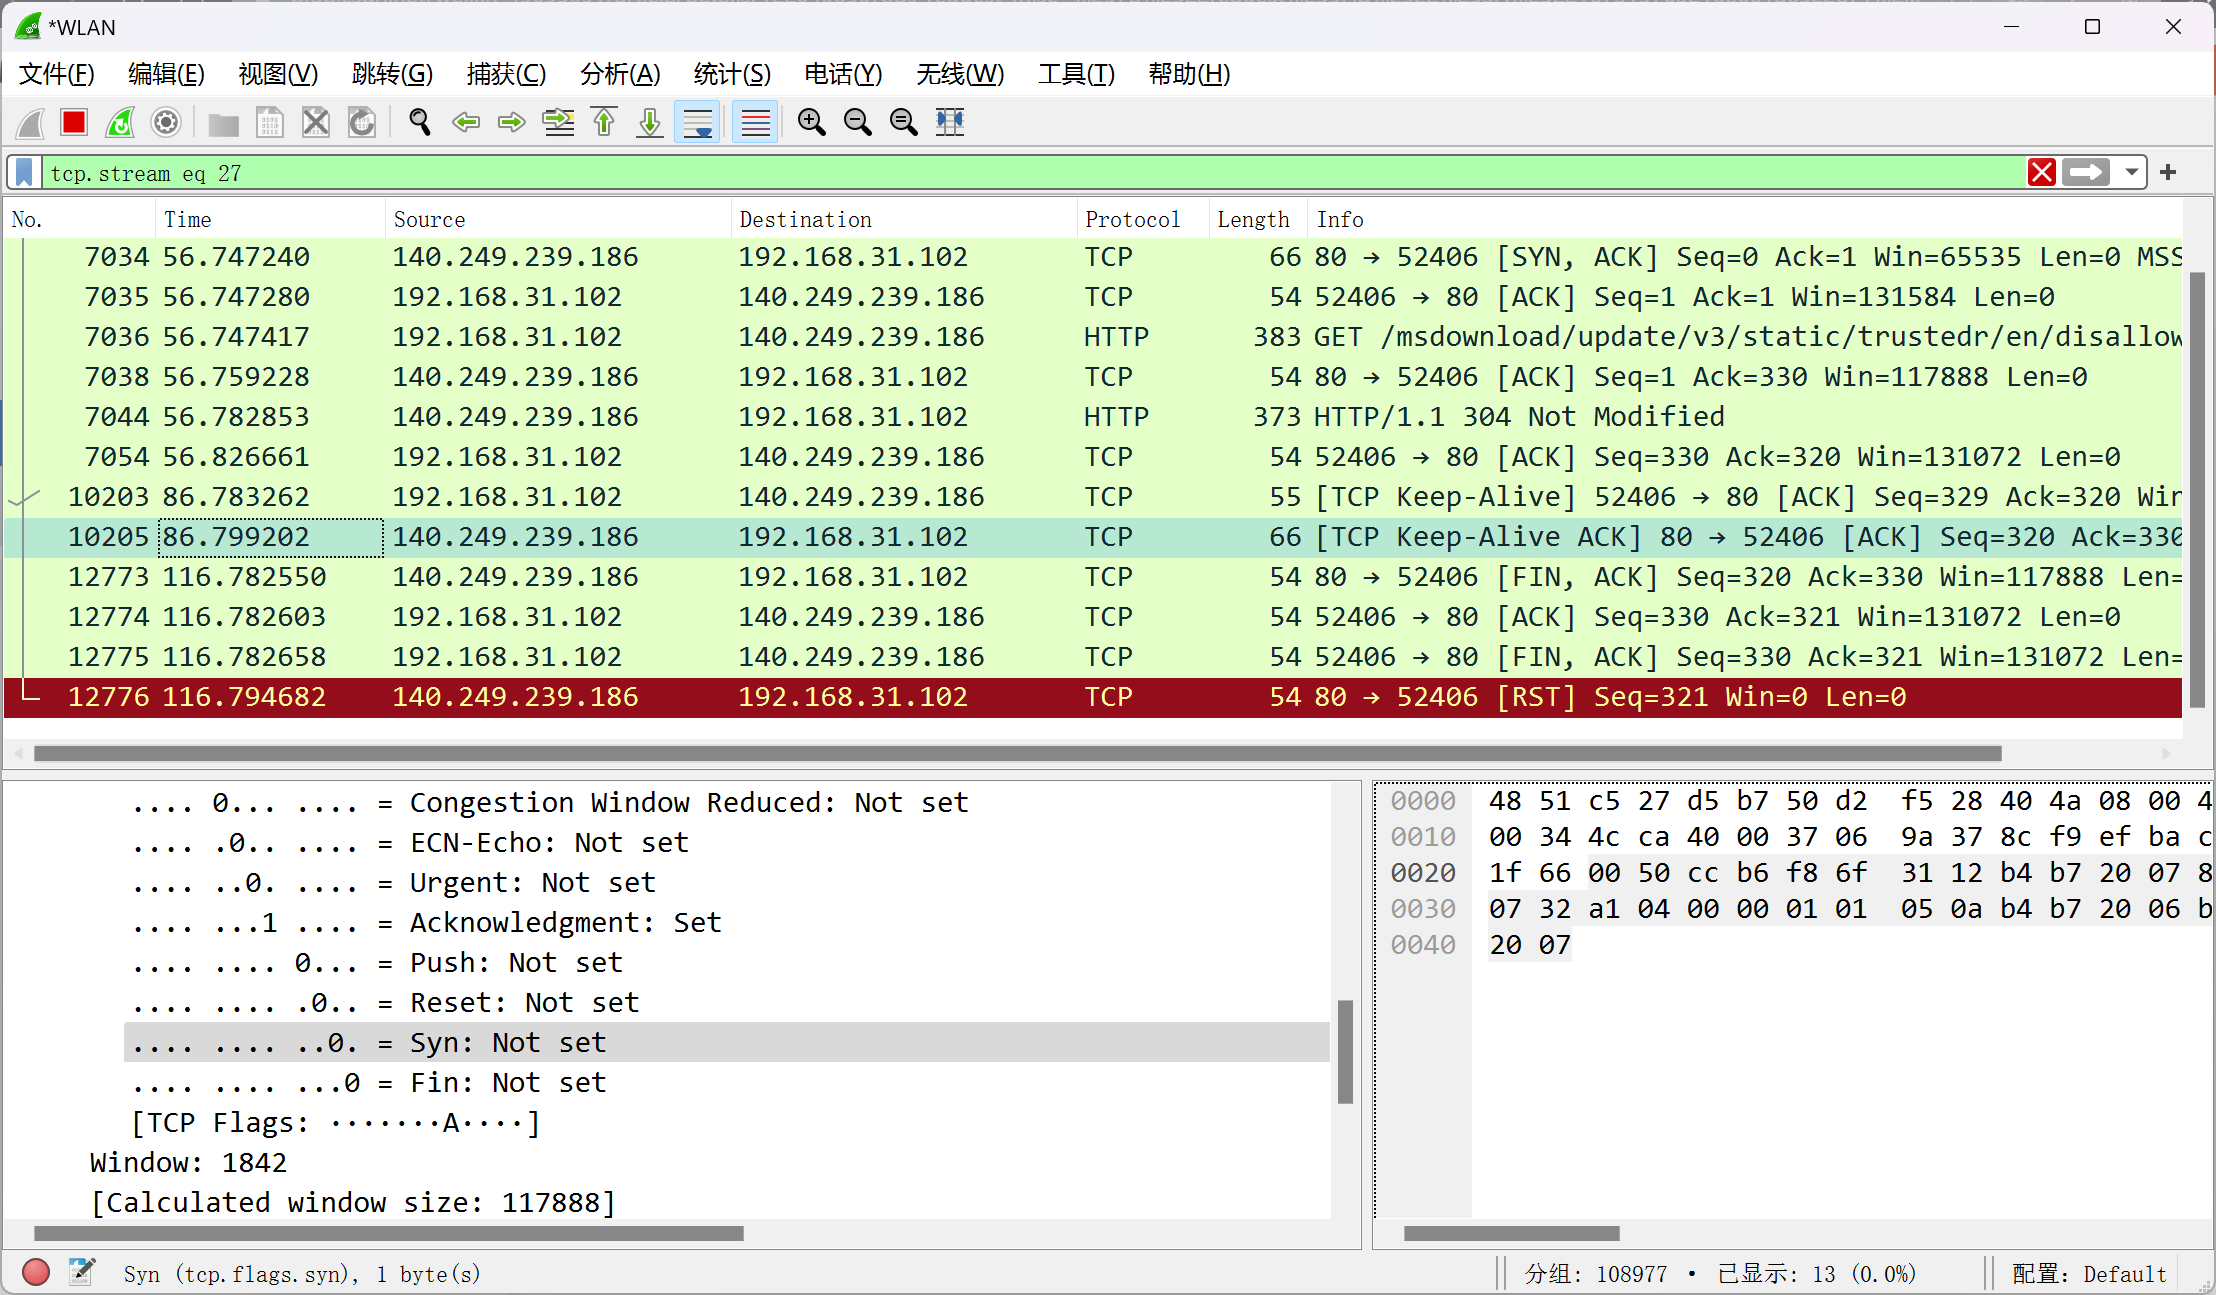 *WLAN
文件(F) 编辑(E) 视图(V) 跳转(G) 捕获(C) 分析(A) 统计(S) 电话(Y) 无线(W) 工具(T) 帮助(H)
tcp.stream eq 27
No. Time Source Destination Protocol Length Info
7034 56.747240 140.249.239.186 192.168.31.102 TCP 66 80 → 52406 [SYN, ACK] Seq=0 Ack=1 Win=65535 Len=0 MSS
7035 56.747280 192.168.31.102 140.249.239.186 TCP 54 52406 → 80 [ACK] Seq=1 Ack=1 Win=131584 Len=0
7036 56.747417 192.168.31.102 140.249.239.186 HTTP 383 GET /msdownload/update/v3/static/trustedr/en/disallow
7038 56.759228 140.249.239.186 192.168.31.102 TCP 54 80 → 52406 [ACK] Seq=1 Ack=330 Win=117888 Len=0
7044 56.782853 140.249.239.186 192.168.31.102 HTTP 373 HTTP/1.1 304 Not Modified
7054 56.826661 192.168.31.102 140.249.239.186 TCP 54 52406 → 80 [ACK] Seq=330 Ack=320 Win=131072 Len=0
10203 86.783262 192.168.31.102 140.249.239.186 TCP 55 [TCP Keep-Alive] 52406 → 80 [ACK] Seq=329 Ack=320 Win
10205 86.799202 140.249.239.186 192.168.31.102 TCP 66 [TCP Keep-Alive ACK] 80 → 52406 [ACK] Seq=320 Ack=330
12773 116.782550 140.249.239.186 192.168.31.102 TCP 54 80 → 52406 [FIN, ACK] Seq=320 Ack=330 Win=117888 Len=
12774 116.782603 192.168.31.102 140.249.239.186 TCP 54 52406 → 80 [ACK] Seq=330 Ack=321 Win=131072 Len=0
12775 116.782658 192.168.31.102 140.249.239.186 TCP 54 52406 → 80 [FIN, ACK] Seq=330 Ack=321 Win=131072 Len=
12776 116.794682 140.249.239.186 192.168.31.102 TCP 54 80 → 52406 [RST] Seq=321 Win=0 Len=0
.... 0... .... = Congestion Window Reduced: Not set
.... .0.. .... = ECN-Echo: Not set
.... ..0. .... = Urgent: Not set
.... ...1 .... = Acknowledgment: Set
.... .... 0... = Push: Not set
.... .... .0.. = Reset: Not set
.... .... ..0. = Syn: Not set
.... .... ...0 = Fin: Not set
[TCP Flags: ·······A····]
Window: 1842
[Calculated window size: 117888]
0000 48 51 c5 27 d5 b7 50 d2 f5 28 40 4a 08 00 4
0010 00 34 4c ca 40 00 37 06 9a 37 8c f9 ef ba c
0020 1f 66 00 50 cc b6 f8 6f 31 12 b4 b7 20 07 8
0030 07 32 a1 04 00 00 01 01 05 0a b4 b7 20 06 b
0040 20 07
Syn (tcp.flags.syn), 1 byte(s)
分组: 108977 · 已显示: 13 (0.0%)
配置: Default